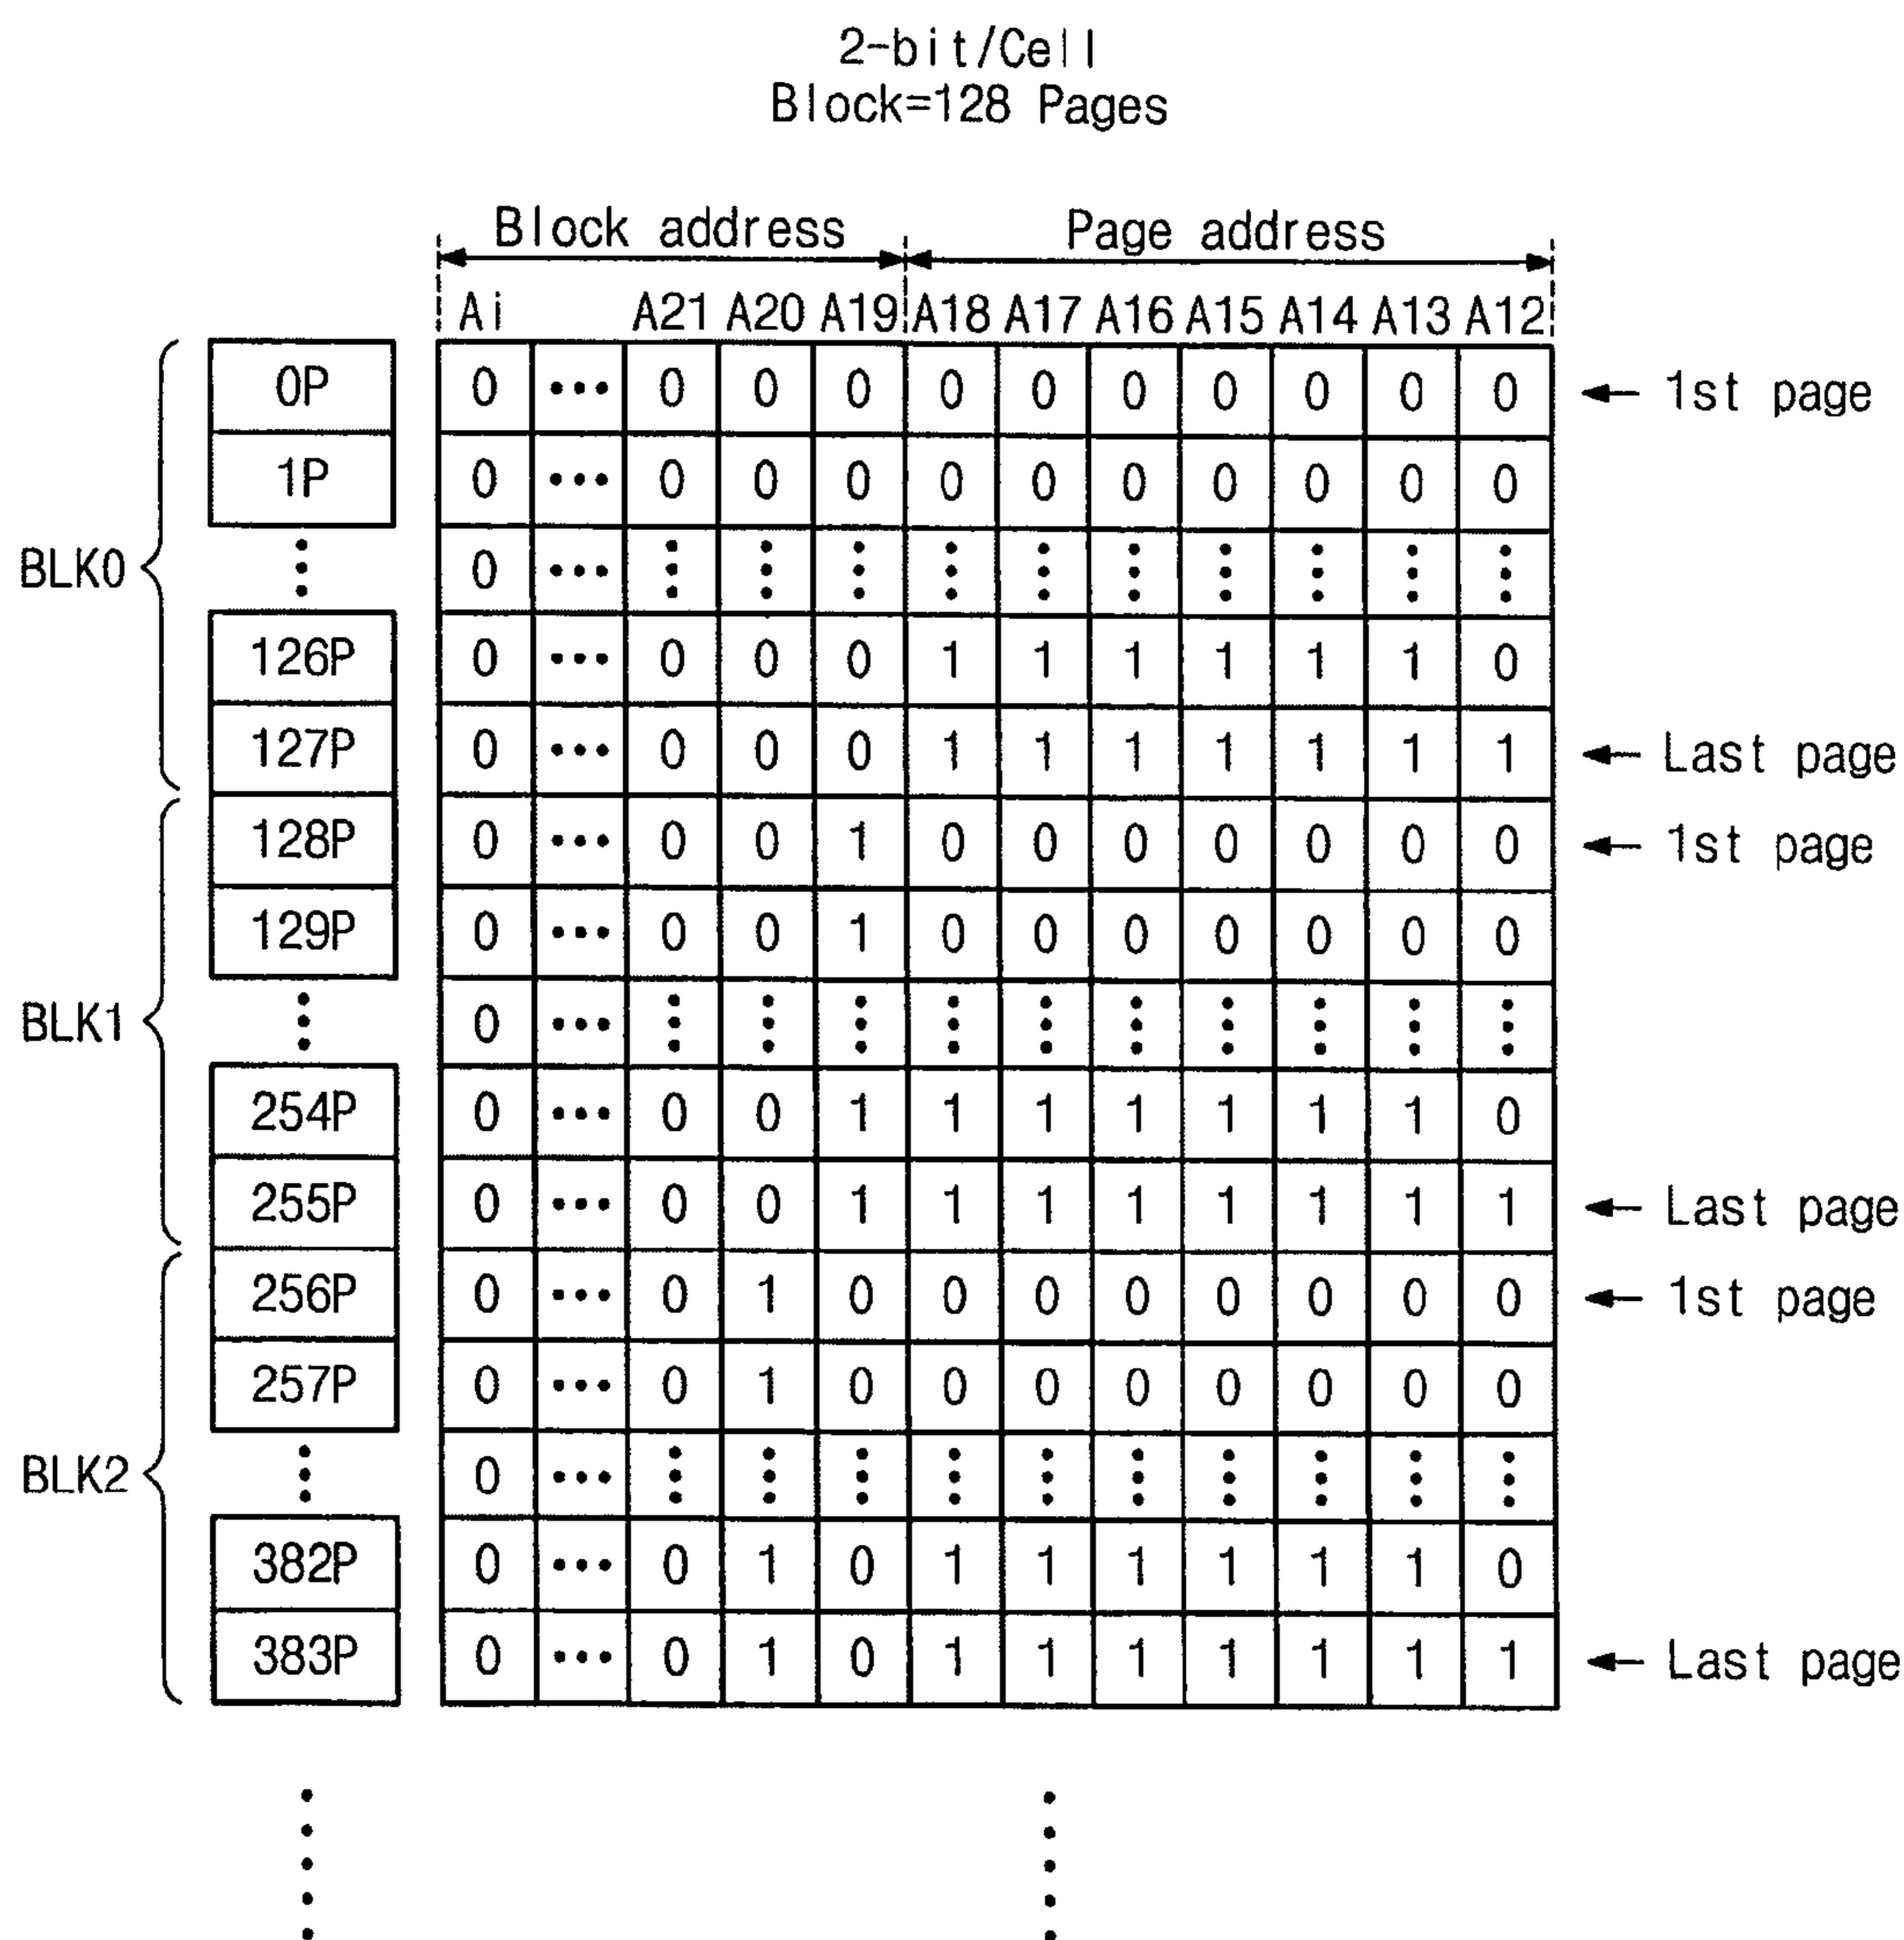 2-bit/Cell
Block=128 Pages
Block address Page address
Ai A21 A20 A19 A18 A17 A16 A15 A14 A13 A12
0P 0 ••• 0 0 0 0 0 0 0 0 0 0 ← 1st page
1P 0 ••• 0 0 0 0 0 0 0 0 0 0
BLK0 0 •••
126P 0 ••• 0 0 0 1 1 1 1 1 1 0
127P 0 ••• 0 0 0 1 1 1 1 1 1 1 ← Last page
128P 0 ••• 0 0 1 0 0 0 0 0 0 0 ← 1st page
129P 0 ••• 0 0 1 0 0 0 0 0 0 0
BLK1 0 •••
254P 0 ••• 0 0 1 1 1 1 1 1 1 0
255P 0 ••• 0 0 1 1 1 1 1 1 1 1 ← Last page
256P 0 ••• 0 1 0 0 0 0 0 0 0 0 ← 1st page
257P 0 ••• 0 1 0 0 0 0 0 0 0 0
BLK2 0 •••
382P 0 ••• 0 1 0 1 1 1 1 1 1 0
383P 0 ••• 0 1 0 1 1 1 1 1 1 1 ← Last page